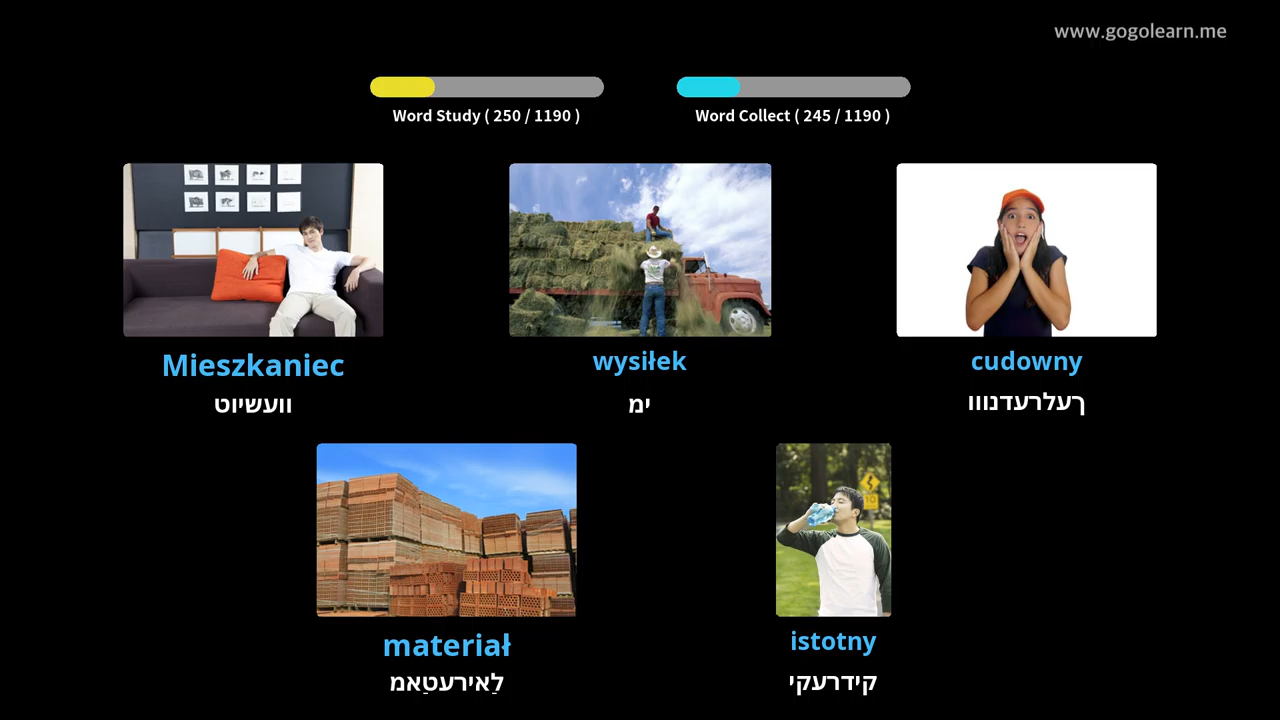 www.gogolearn.me
Word Study ( 250 / 1190 )
Word Collect ( 245 / 1190 )
Mieszkaniec
וועשיוט
wysiłek
ימ
cudowny
ךעלרעדנווו
materiał
לַאירעטַאמ
istotny
קידרעקי